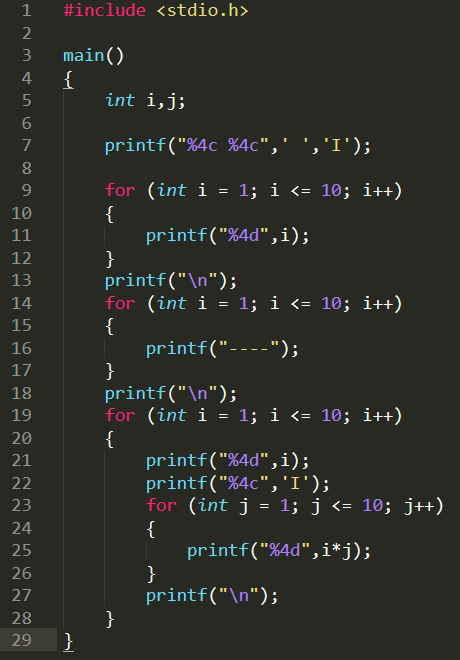 1 #include <stdio.h>
2
3 main()
4 {
5     int i,j;
6
7     printf("%4c %4c",' ','I');
8
9     for (int i = 1; i <= 10; i++)
10     {
11         printf("%4d",i);
12     }
13     printf("\n");
14     for (int i = 1; i <= 10; i++)
15     {
16         printf("----");
17     }
18     printf("\n");
19     for (int i = 1; i <= 10; i++)
20     {
21         printf("%4d",i);
22         printf("%4c",'I');
23         for (int j = 1; j <= 10; j++)
24         {
25             printf("%4d",i*j);
26         }
27         printf("\n");
28     }
29 }